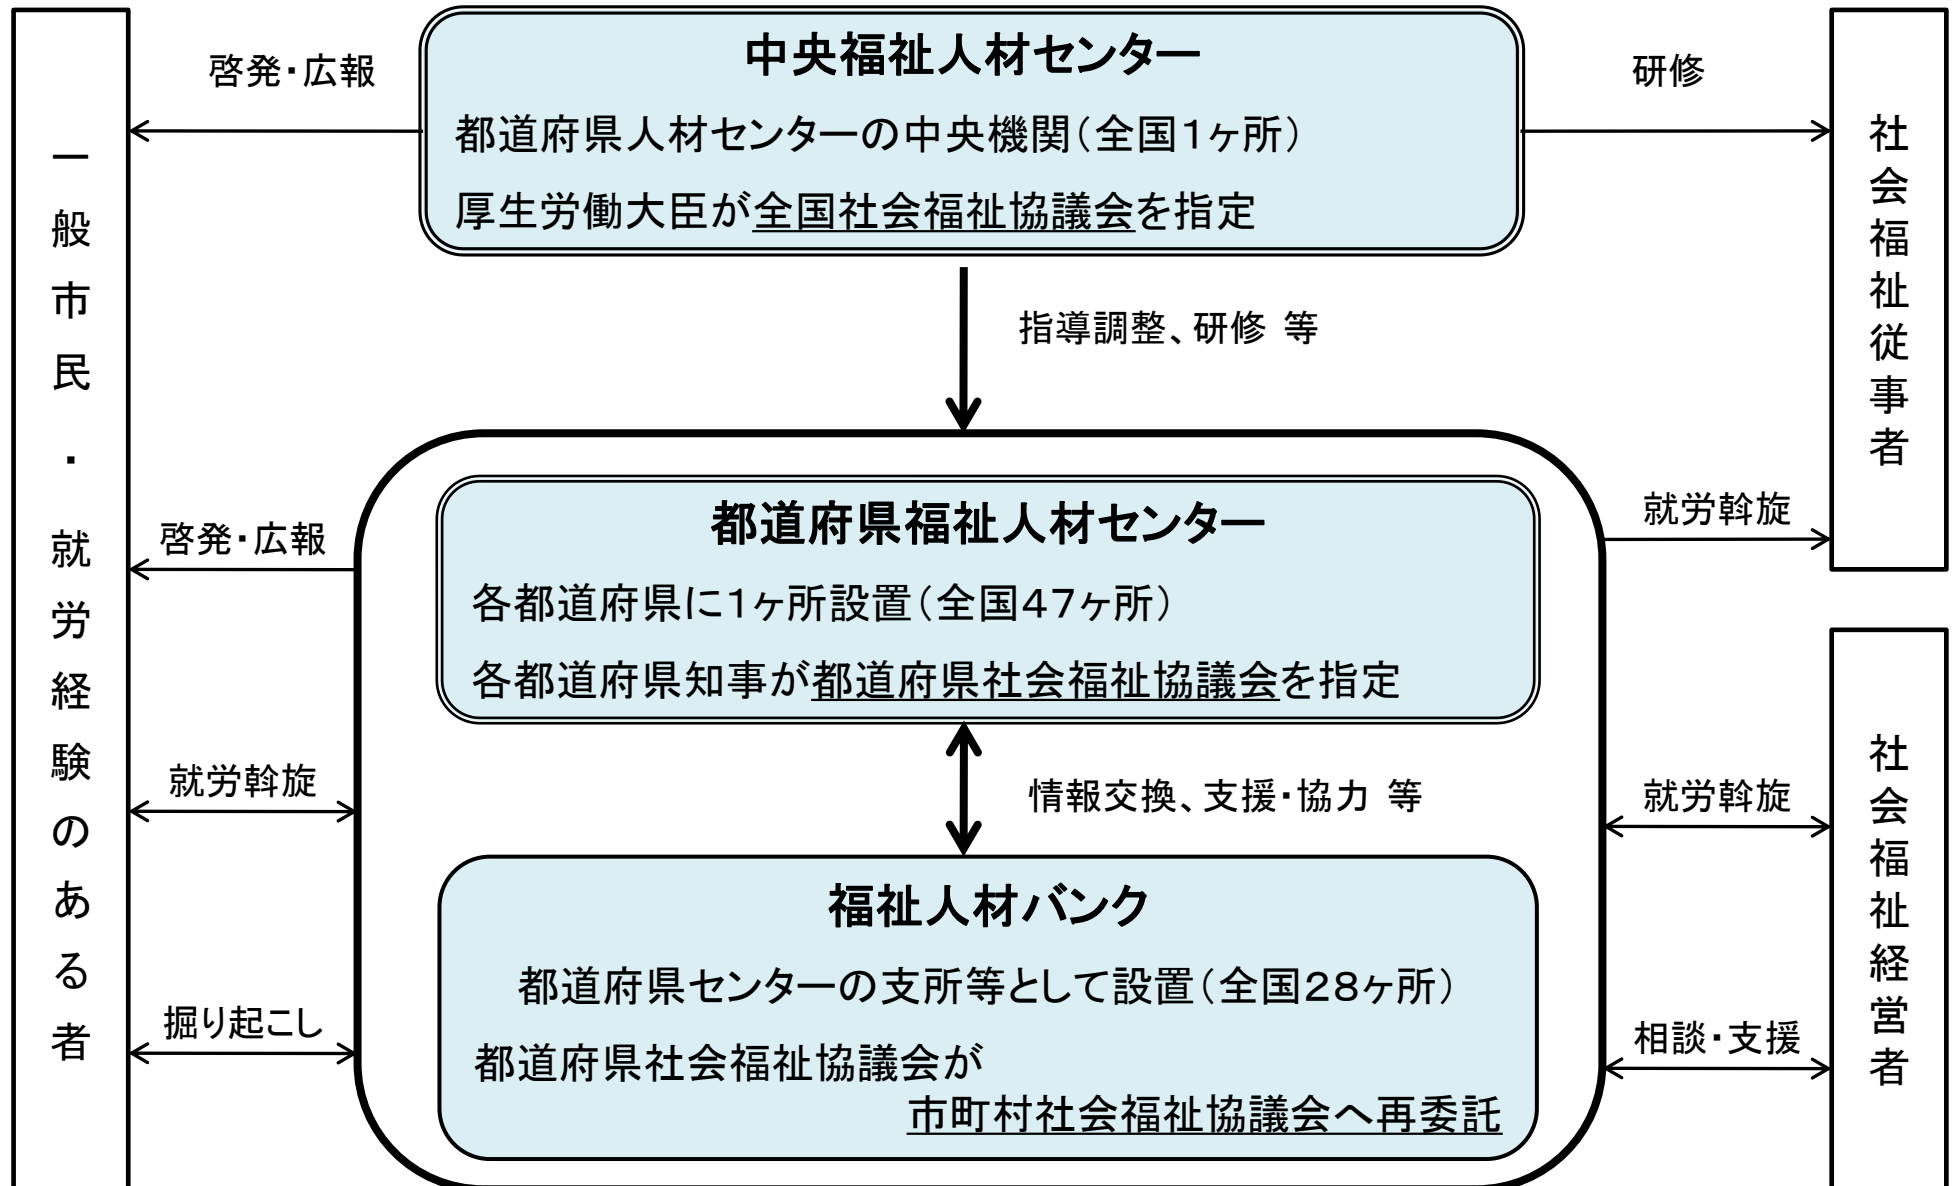 中央福祉人材センター
都道府県人材センターの中央機関（全国1ヶ所）
厚生労働大臣が全国社会福祉協議会を指定
啓発・広報
研修
一般市民・就労経験のある者
社会福祉従事者
指導調整、研修 等
都道府県福祉人材センター
各都道府県に1ヶ所設置（全国47ヶ所）
各都道府県知事が都道府県社会福祉協議会を指定
啓発・広報
就労斡旋
就労斡旋
情報交換、支援・協力 等
就労斡旋
社会福祉経営者
福祉人材バンク
都道府県センターの支所等として設置（全国28ヶ所）
都道府県社会福祉協議会が
市町村社会福祉協議会へ再委託
掘り起こし
相談・支援